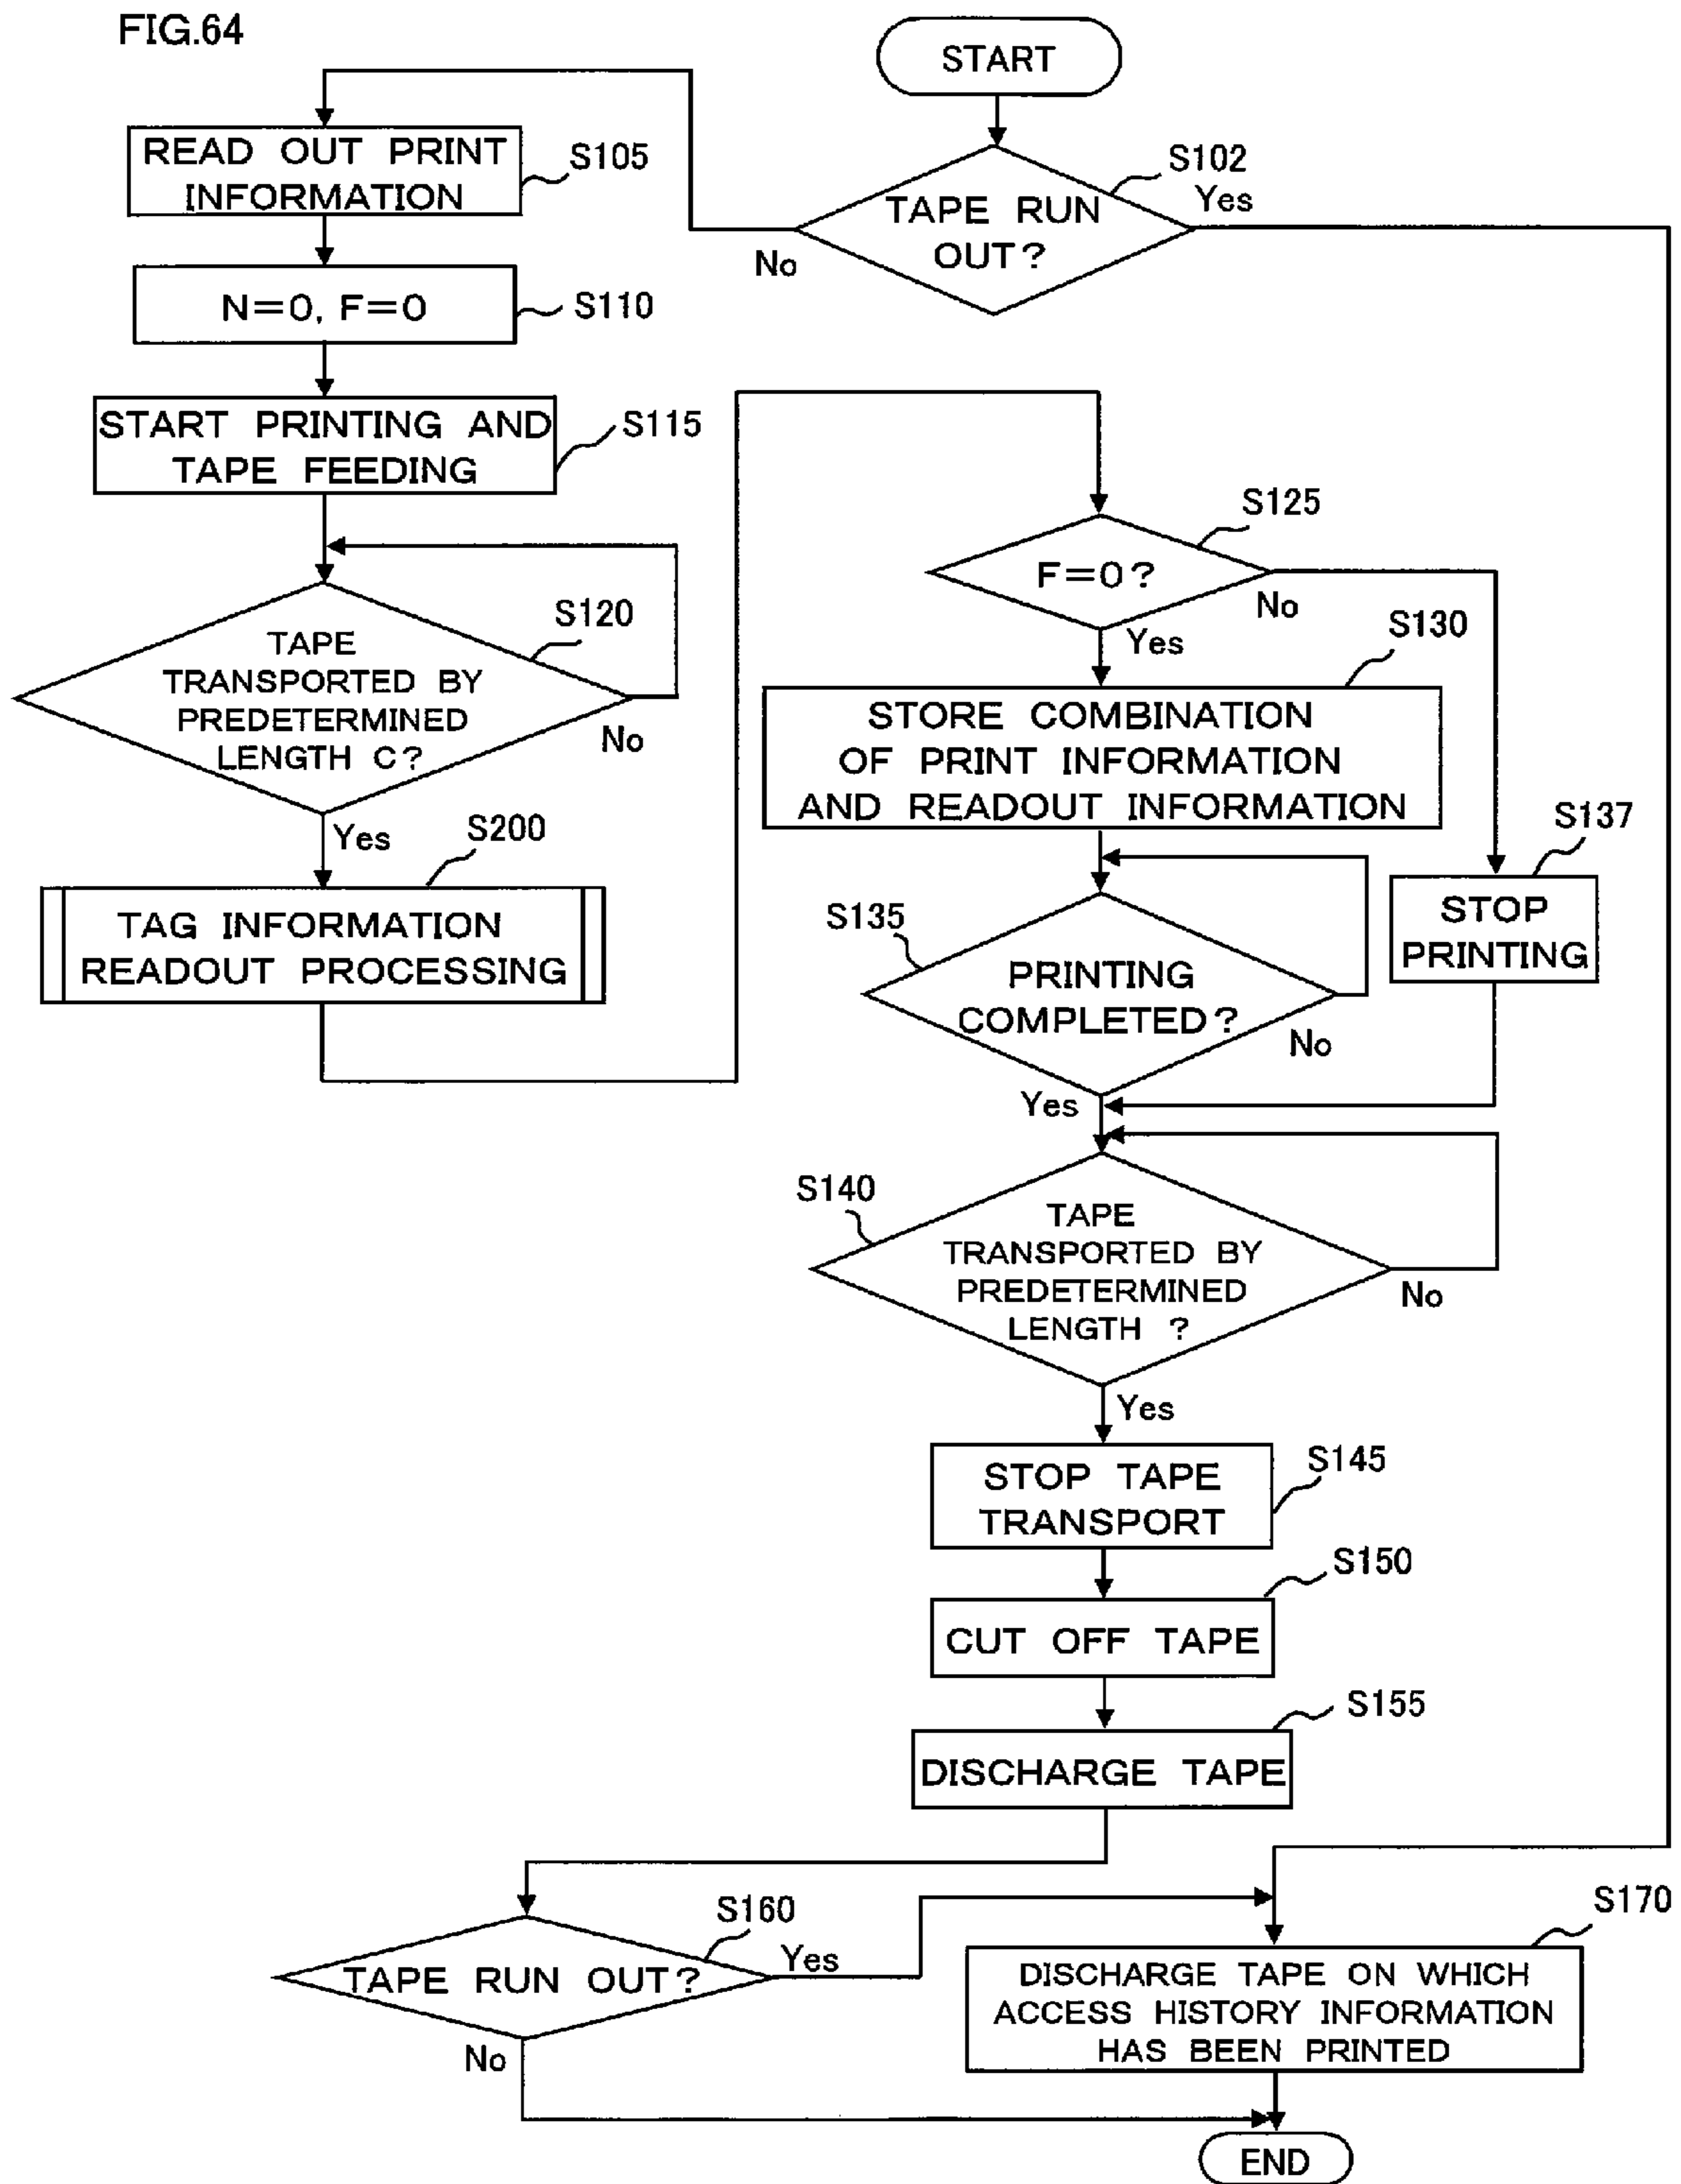 FIG.64
START
S102
TAPE RUN
OUT?
Yes
No
READ OUT PRINT
INFORMATION
S105
N=0, F=0
S110
START PRINTING AND
TAPE FEEDING
S115
S120
TAPE
TRANSPORTED BY
PREDETERMINED
LENGTH C?
No
Yes
S200
TAG INFORMATION
READOUT PROCESSING
S125
F=0?
No
Yes
S130
STORE COMBINATION
OF PRINT INFORMATION
AND READOUT INFORMATION
S137
STOP
PRINTING
S135
PRINTING
COMPLETED?
No
Yes
S140
TAPE
TRANSPORTED BY
PREDETERMINED
LENGTH ?
No
Yes
S145
STOP TAPE
TRANSPORT
S150
CUT OFF TAPE
S155
DISCHARGE TAPE
S160
TAPE RUN OUT?
Yes
No
S170
DISCHARGE TAPE ON WHICH
ACCESS HISTORY INFORMATION
HAS BEEN PRINTED
END